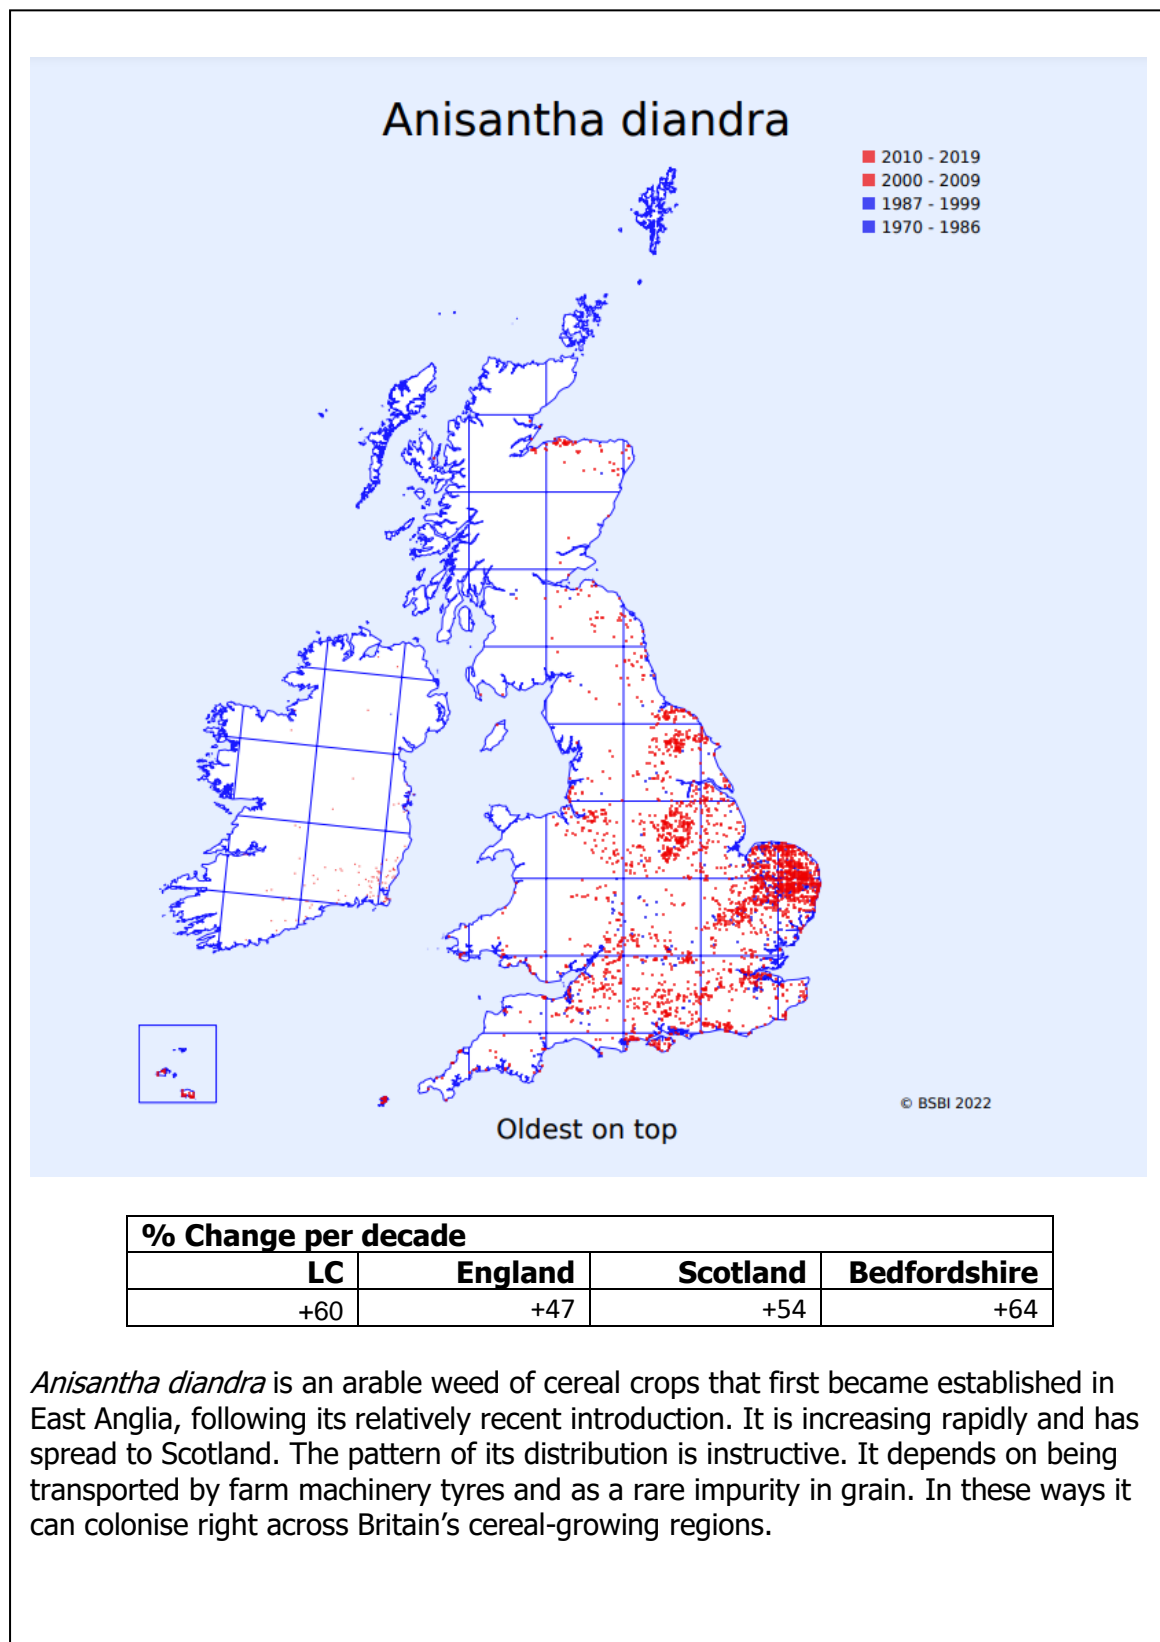 Anisantha diandra
2010 - 2019
2000 - 2009
1987 - 1999
1970 - 1986
© BSBI 2022
Oldest on top
% Change per decade
LC England Scotland Bedfordshire
+60 +47 +54 +64
Anisantha diandra is an arable weed of cereal crops that first became established in
East Anglia, following its relatively recent introduction. It is increasing rapidly and has
spread to Scotland. The pattern of its distribution is instructive. It depends on being
transported by farm machinery tyres and as a rare impurity in grain. In these ways it
can colonise right across Britain’s cereal-growing regions.